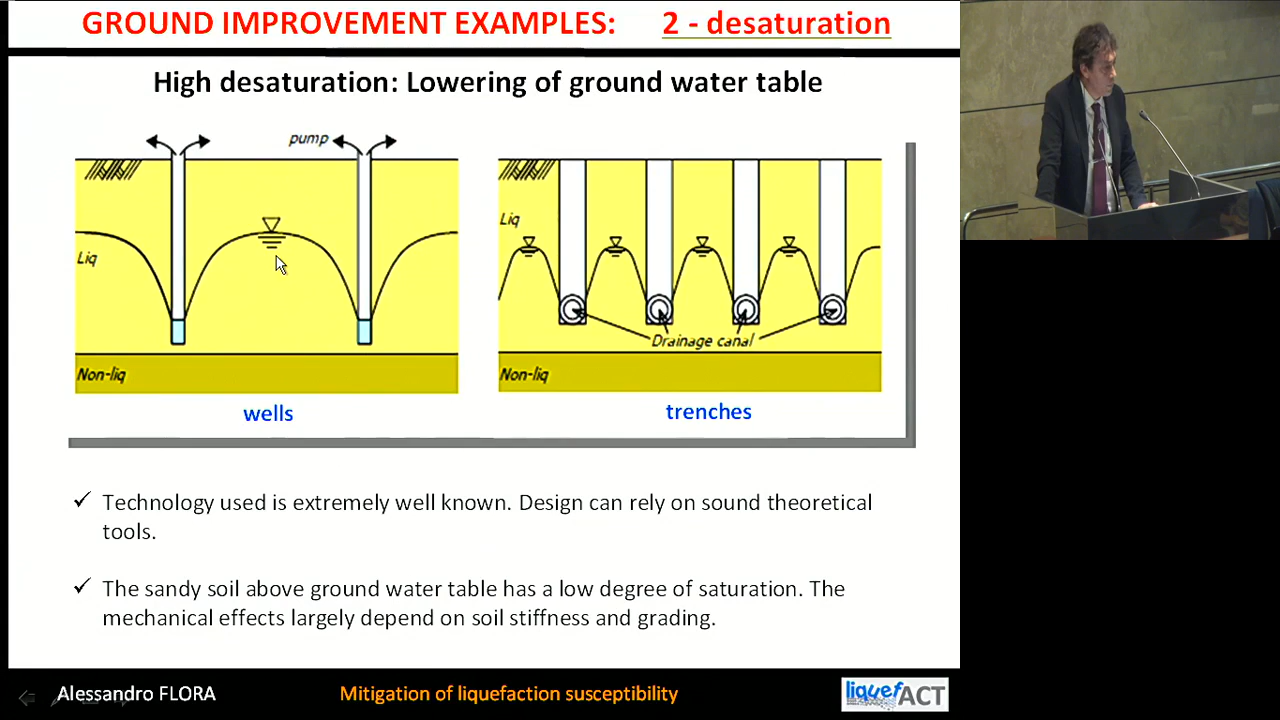 GROUND IMPROVEMENT EXAMPLES: 2 - desaturation
High desaturation: Lowering of ground water table
pump
Liq
Non-liq
wells
Liq
Drainage canal
Non-liq
trenches
✓ Technology used is extremely well known. Design can rely on sound theoretical
tools.
✓ The sandy soil above ground water table has a low degree of saturation. The
mechanical effects largely depend on soil stiffness and grading.
Alessandro FLORA
Mitigation of liquefaction susceptibility
liquefACT